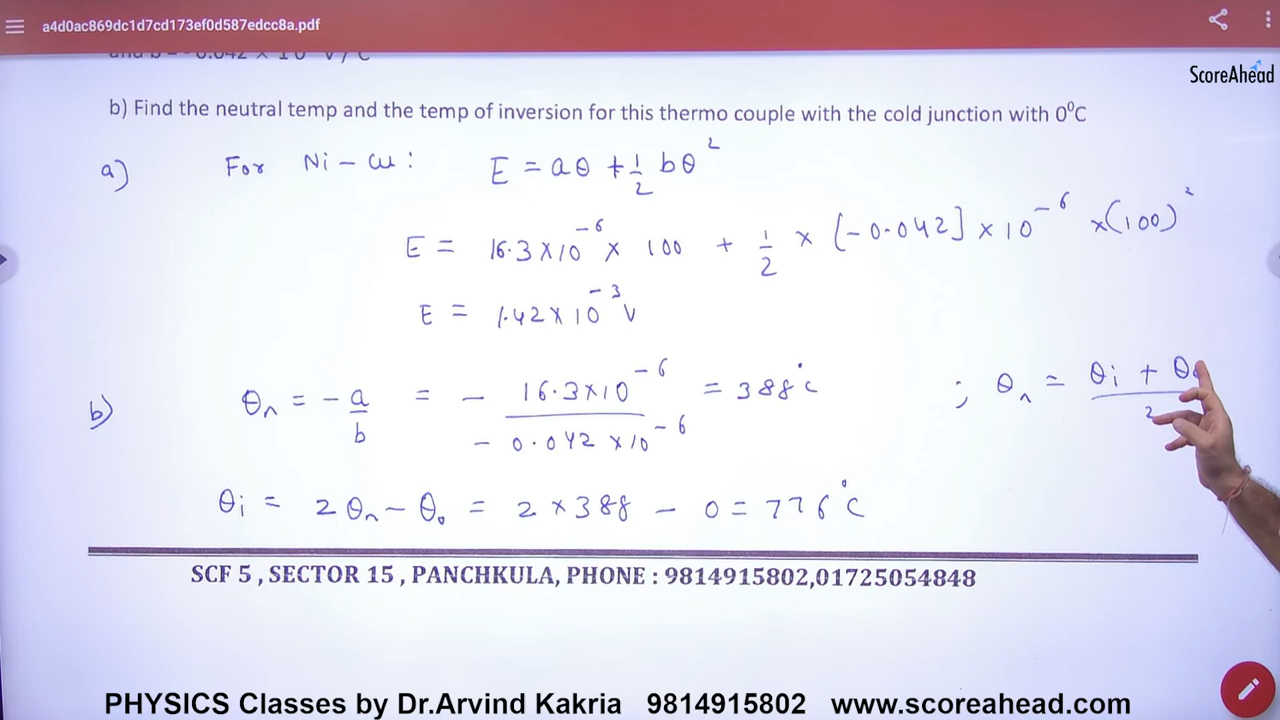 a4d0ac869dc1d7cd173ef0d587edcc8a.pdf
ScoreAhead
b) Find the neutral temp and the temp of inversion for this thermo couple with the cold junction with 0⁰C
a) For Ni - Cu : E = aθ + 1/2 bθ²
E = 16.3 × 10⁻⁶ × 100 + 1/2 × (-0.042] × 10⁻⁶ × (100)²
E = 1.42 × 10⁻³ V
b) θₙ = - a/b = - 16.3 × 10⁻⁶ / - 0.042 × 10⁻⁶ = 388°C ; θₙ = θᵢ + θ₀ / 2
θᵢ = 2θₙ - θ₀ = 2 × 388 - 0 = 776°C
SCF 5 , SECTOR 15 , PANCHKULA, PHONE : 9814915802,01725054848
PHYSICS Classes by Dr.Arvind Kakria 9814915802 www.scoreahead.com